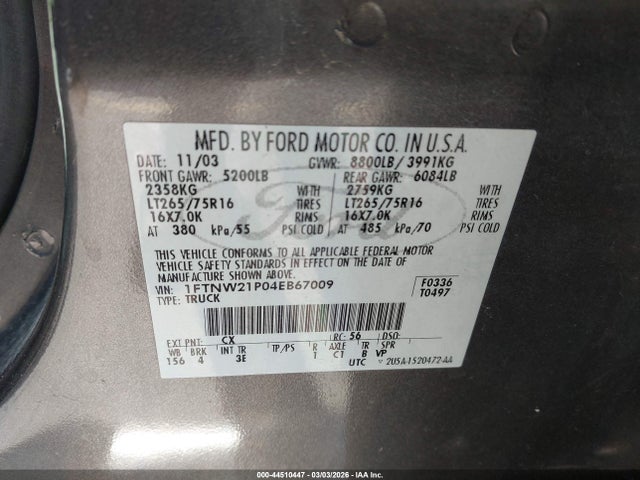 MFD. BY FORD MOTOR CO. IN U.S.A.
DATE: 11/03 GVWR: 8800LB/ 3991KG
FRONT GAWR: 5200LB REAR GAWR: 6084LB
2358KG WITH 2759KG WITH
LT265/75R16 TIRES LT265/75R16 TIRES
16X7.0K RIMS 16X7.0K RIMS
AT 380 kPa/55 PSI COLD AT 485 kPa/70 PSI COLD
THIS VEHICLE CONFORMS TO ALL APPLICABLE FEDERAL MOTOR
VEHICLE SAFETY STANDARDS IN EFFECT ON THE DATE OF
MANUFACTURE SHOWN ABOVE.
VIN: 1FTNW21P04EB67009 F0336
TYPE: TRUCK T0497
Ford
EXT PNT: CX RC: 56 DSO:
WB BRK INT TR TP/PS R AXLE TR SPR
156 4 3E T C1 B VP
UTC 2U5A-1520472-AA
000-44510447 - 03/03/2026 - IAA Inc.